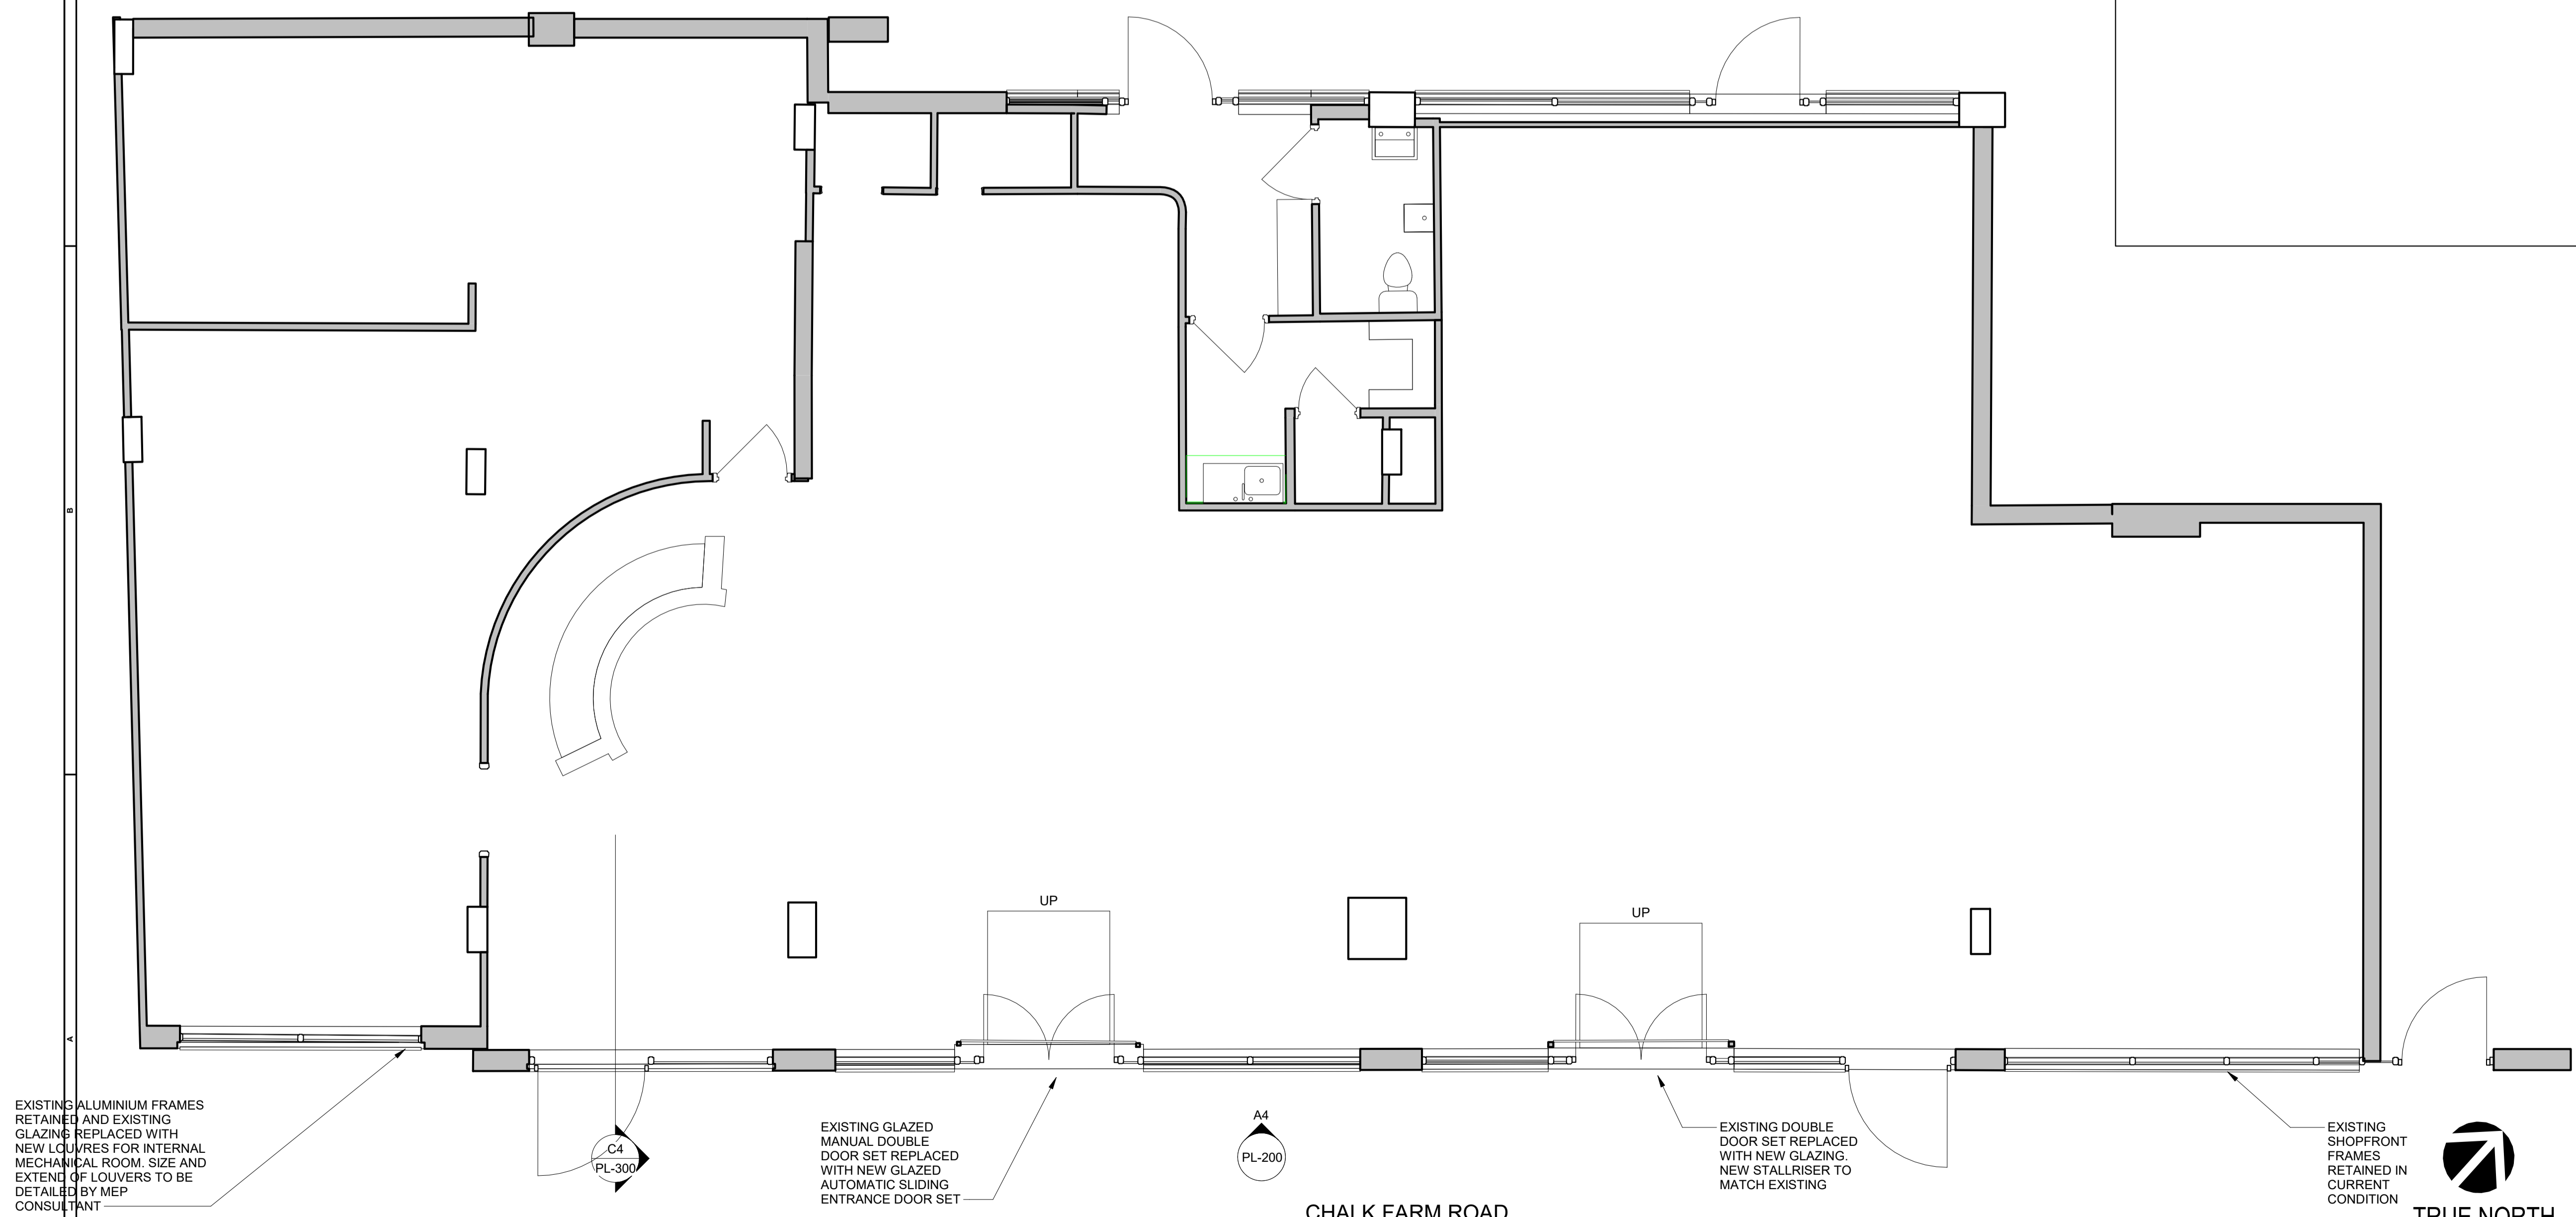 B
UP
UP
A
EXISTING ALUMINIUM FRAMES
RETAINED AND EXISTING
GLAZING REPLACED WITH
NEW LOUVRES FOR INTERNAL
MECHANICAL ROOM. SIZE AND
EXTEND OF LOUVERS TO BE
DETAILED BY MEP
CONSULTANT
C4
PL-300
EXISTING GLAZED
MANUAL DOUBLE
DOOR SET REPLACED
WITH NEW GLAZED
AUTOMATIC SLIDING
ENTRANCE DOOR SET
A4
PL-200
EXISTING DOUBLE
DOOR SET REPLACED
WITH NEW GLAZING.
NEW STALLRISER TO
MATCH EXISTING
EXISTING
SHOPFRONT
FRAMES
RETAINED IN
CURRENT
CONDITION
CHALK FARM ROAD
TRUE NORTH